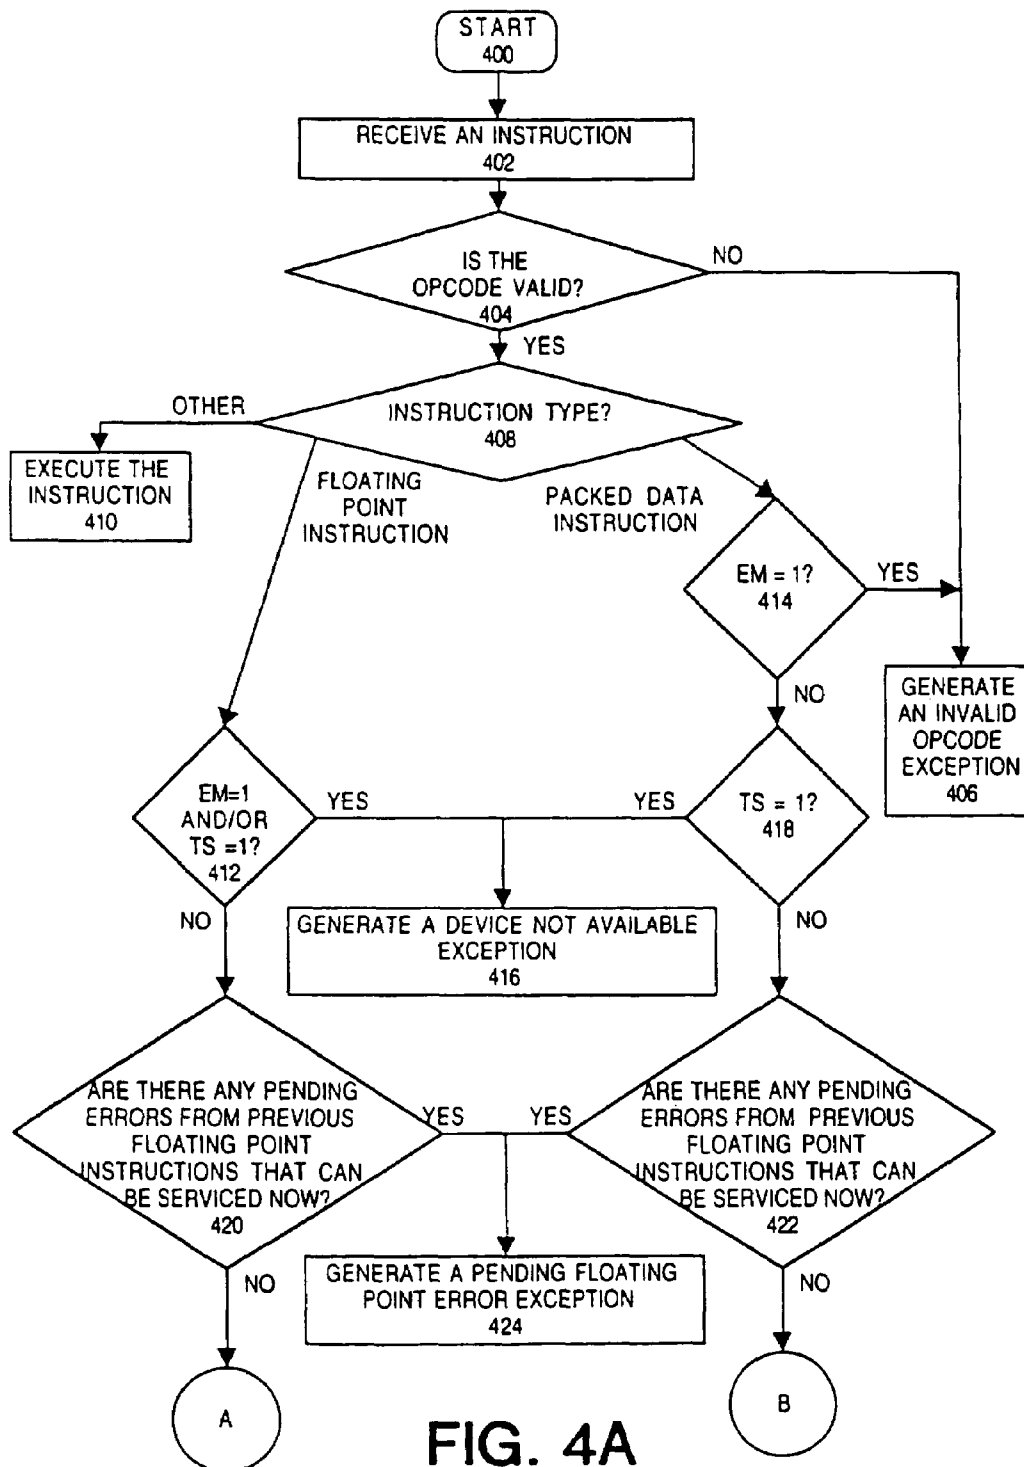 START
400
RECEIVE AN INSTRUCTION
402
IS THE
OPCODE VALID?
404
NO
YES
INSTRUCTION TYPE?
408
OTHER
EXECUTE THE
INSTRUCTION
410
FLOATING
POINT
INSTRUCTION
PACKED DATA
INSTRUCTION
EM = 1?
414
YES
NO
GENERATE
AN INVALID
OPCODE
EXCEPTION
406
EM=1
AND/OR
TS =1?
412
YES
YES
TS = 1?
418
NO
GENERATE A DEVICE NOT AVAILABLE
EXCEPTION
416
NO
ARE THERE ANY PENDING
ERRORS FROM PREVIOUS
FLOATING POINT
INSTRUCTIONS THAT CAN
BE SERVICED NOW?
420
YES
YES
ARE THERE ANY PENDING
ERRORS FROM PREVIOUS
FLOATING POINT
INSTRUCTIONS THAT CAN
BE SERVICED NOW?
422
NO
GENERATE A PENDING FLOATING
POINT ERROR EXCEPTION
424
NO
A
B
FIG. 4A